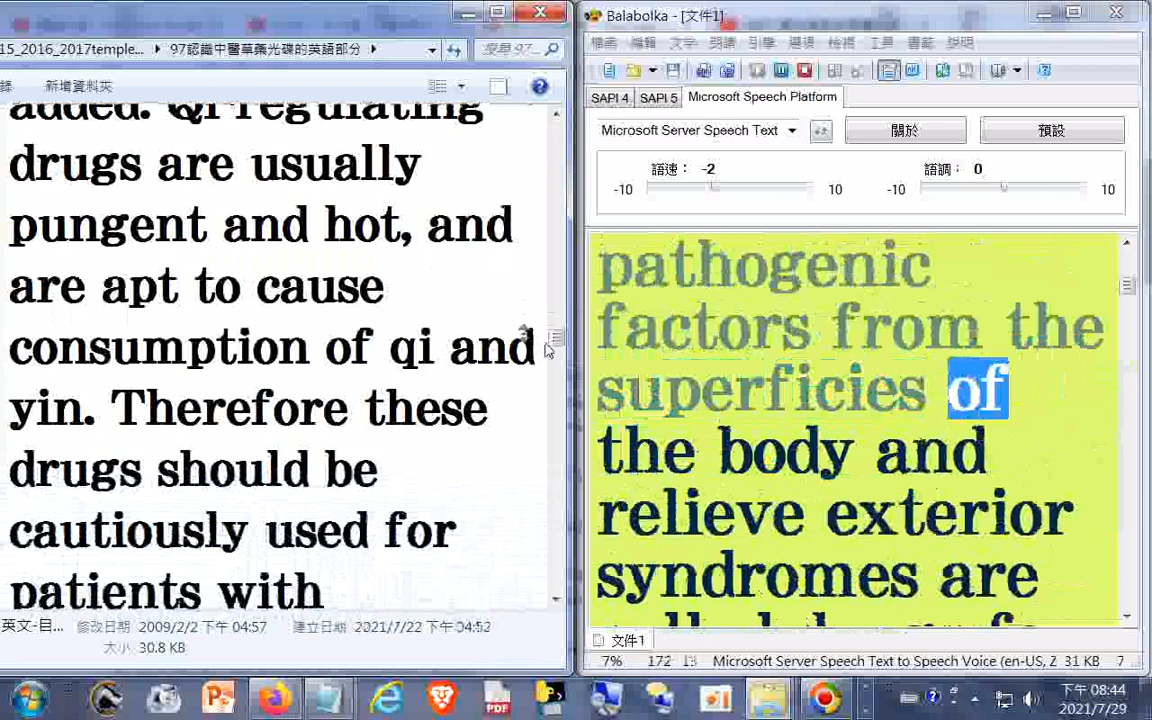 15_2016_2017temple...
97認識中醫草藥光碟的英語部分
搜尋 97...
新增資料夾
added. Qi-regulating
drugs are usually
pungent and hot, and
are apt to cause
consumption of qi and
yin. Therefore these
drugs should be
cautiously used for
patients with
英文-目...
修改日期 2009/2/2 下午 04:57
建立日期 2021/7/22 下午 04:52
大小 30.8 KB
Balabolka - [文件1]
檔案 編輯 文字 朗讀 引擎 選項 檢視 工具 書籤 說明
SAPI 4
SAPI 5
Microsoft Speech Platform
Microsoft Server Speech Text
關於
預設
語速： -2
語調： 0
-10
10
-10
10
pathogenic
factors from the
superficies of
the body and
relieve exterior
syndromes are
文件1
7%
172
Microsoft Server Speech Text to Speech Voice (en-US, Z
31 KB
7
下午 08:44
2021/7/29